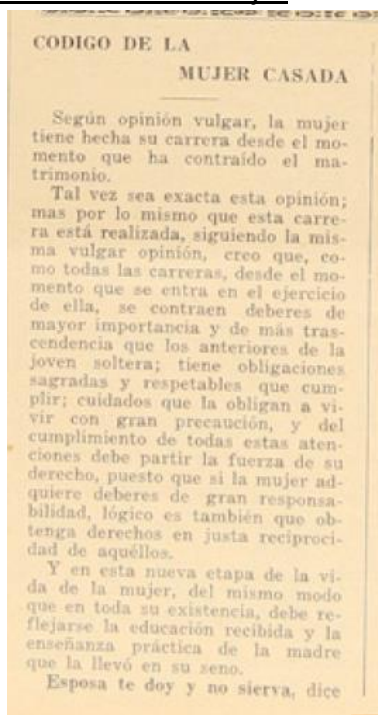 CODIGO DE LA
MUJER CASADA
Según opinión vulgar, la mujer
tiene hecha su carrera desde el mo-
mento que ha contraído el ma-
trimonio.
Tal vez sea exacta esta opinión;
mas por lo mismo que esta carre-
ra está realizada, siguiendo la mis-
ma vulgar opinión, creo que, co-
mo todas las carreras, desde el mo-
mento que se entra en el ejercicio
de ella, se contraen deberes de
mayor importancia y de más tras-
cendencia que los anteriores de la
joven soltera; tiene obligaciones
sagradas y respetables que cum-
plir; cuidados que la obligan a vi-
vir con gran precaución, y del
cumplimiento de todas estas aten-
ciones debe partir la fuerza de su
derecho, puesto que si la mujer ad-
quiere deberes de gran responsa-
bilidad, lógico es también que ob-
tenga derechos en justa reciproci-
dad de aquéllos.
Y en esta nueva etapa de la vi-
da de la mujer, del mismo modo
que en toda su existencia, debe re-
flejarse la educación recibida y la
enseñanza práctica de la madre
que la llevó en su seno.
Esposa te doy y no sierva, dice